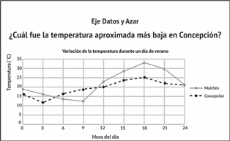 Eje Datos y Azar
¿Cuál fue la temperatura aproximada más baja en Concepción?
Variación de la temperatura durante un día de verano
Temperatura (°C)
35
30
25
20
15
10
5
0
0 3 6 9 12 15 18 21 24
Hora del día
Mulchén
Concepción